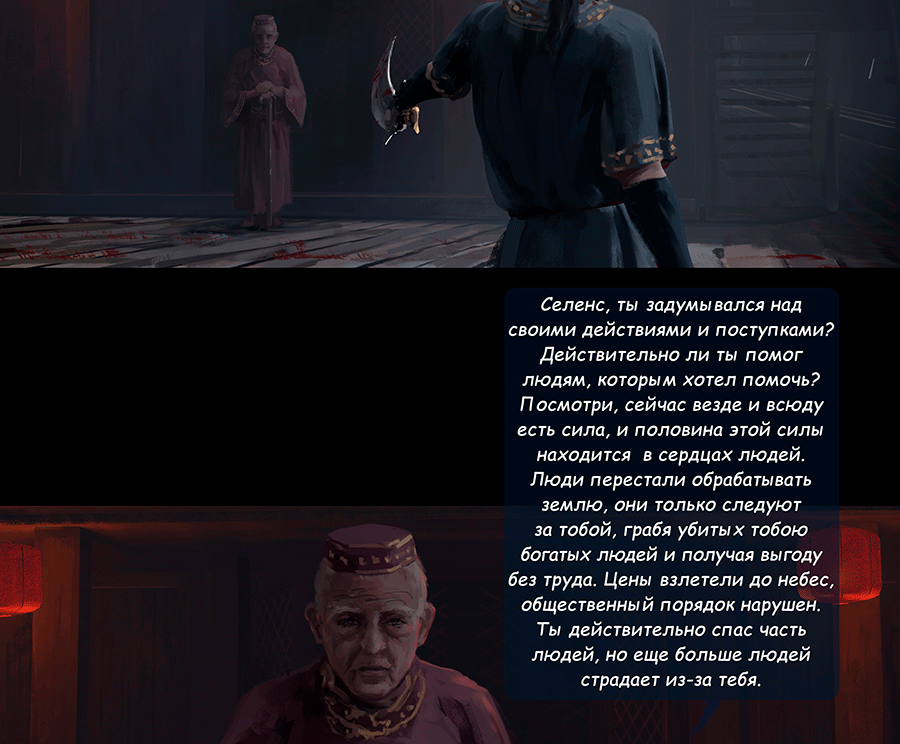 Селенс, ты задумывался над
своими действиями и поступками?
Действительно ли ты помог
людям, которым хотел помочь?
Посмотри, сейчас везде и всюду
есть сила, и половина этой силы
находится в сердцах людей.
Люди перестали обрабатывать
землю, они только следуют
за тобой, грабя убитых тобою
богатых людей и получая выгоду
без труда. Цены взлетели до небес,
общественный порядок нарушен.
Ты действительно спас часть
людей, но еще больше людей
страдает из-за тебя.